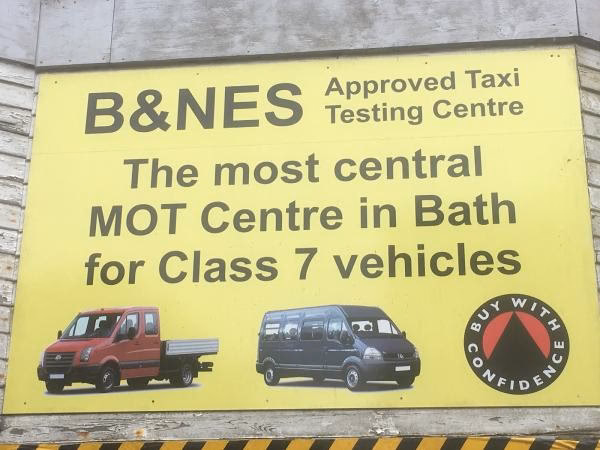 B&NES
Approved Taxi
Testing Centre
The most central
MOT Centre in Bath
for Class 7 vehicles
BUY WITH
CONFIDENCE